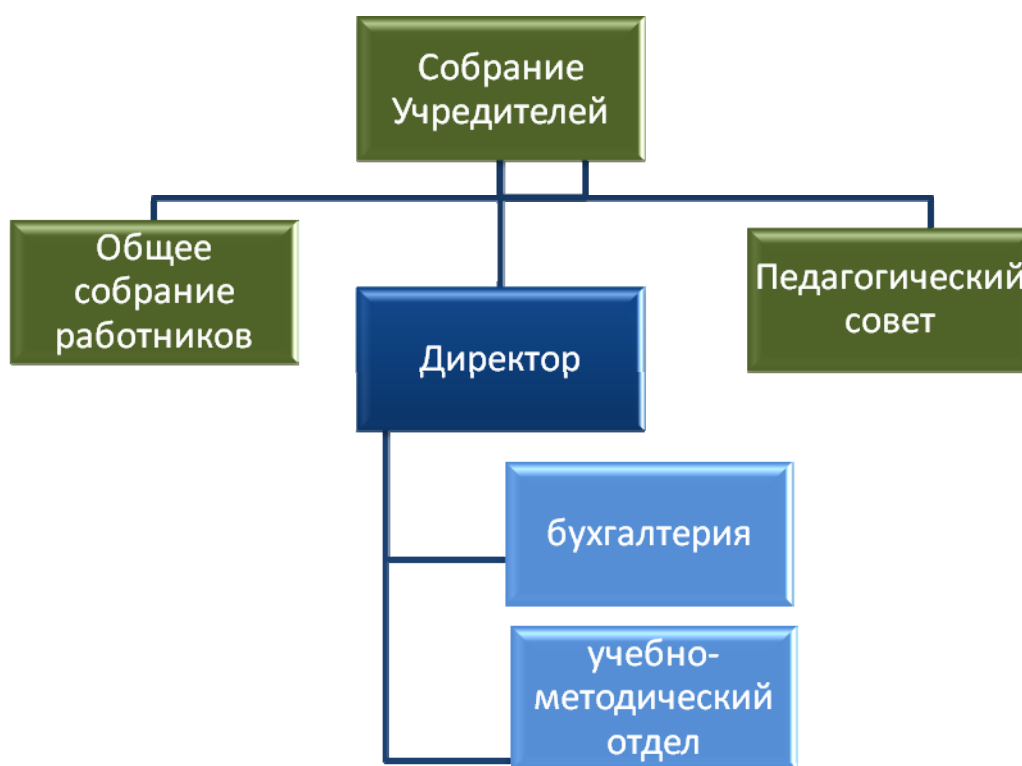 Собрание
Учредителей
Общее
собрание
работников
Педагогический
совет
Директор
бухгалтерия
учебно-
методический
отдел